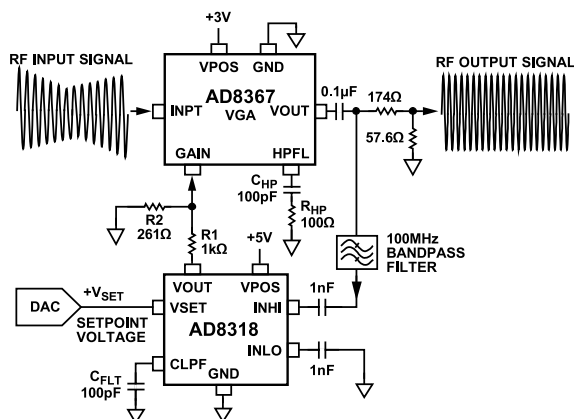 +3V
RF INPUT SIGNAL
RF OUTPUT SIGNAL
VPOS
GND
AD8367
VGA
INPT
VOUT
GAIN
HPFL
0.1µF
174Ω
57.6Ω
CHP
100pF
RHP
100Ω
R2
261Ω
R1
1kΩ
+5V
100MHz
BANDPASS
FILTER
DAC
+VSET
SETPOINT
VOLTAGE
VOUT
VPOS
VSET
INHI
AD8318
INLO
CLPF
GND
1nF
1nF
CFLT
100pF